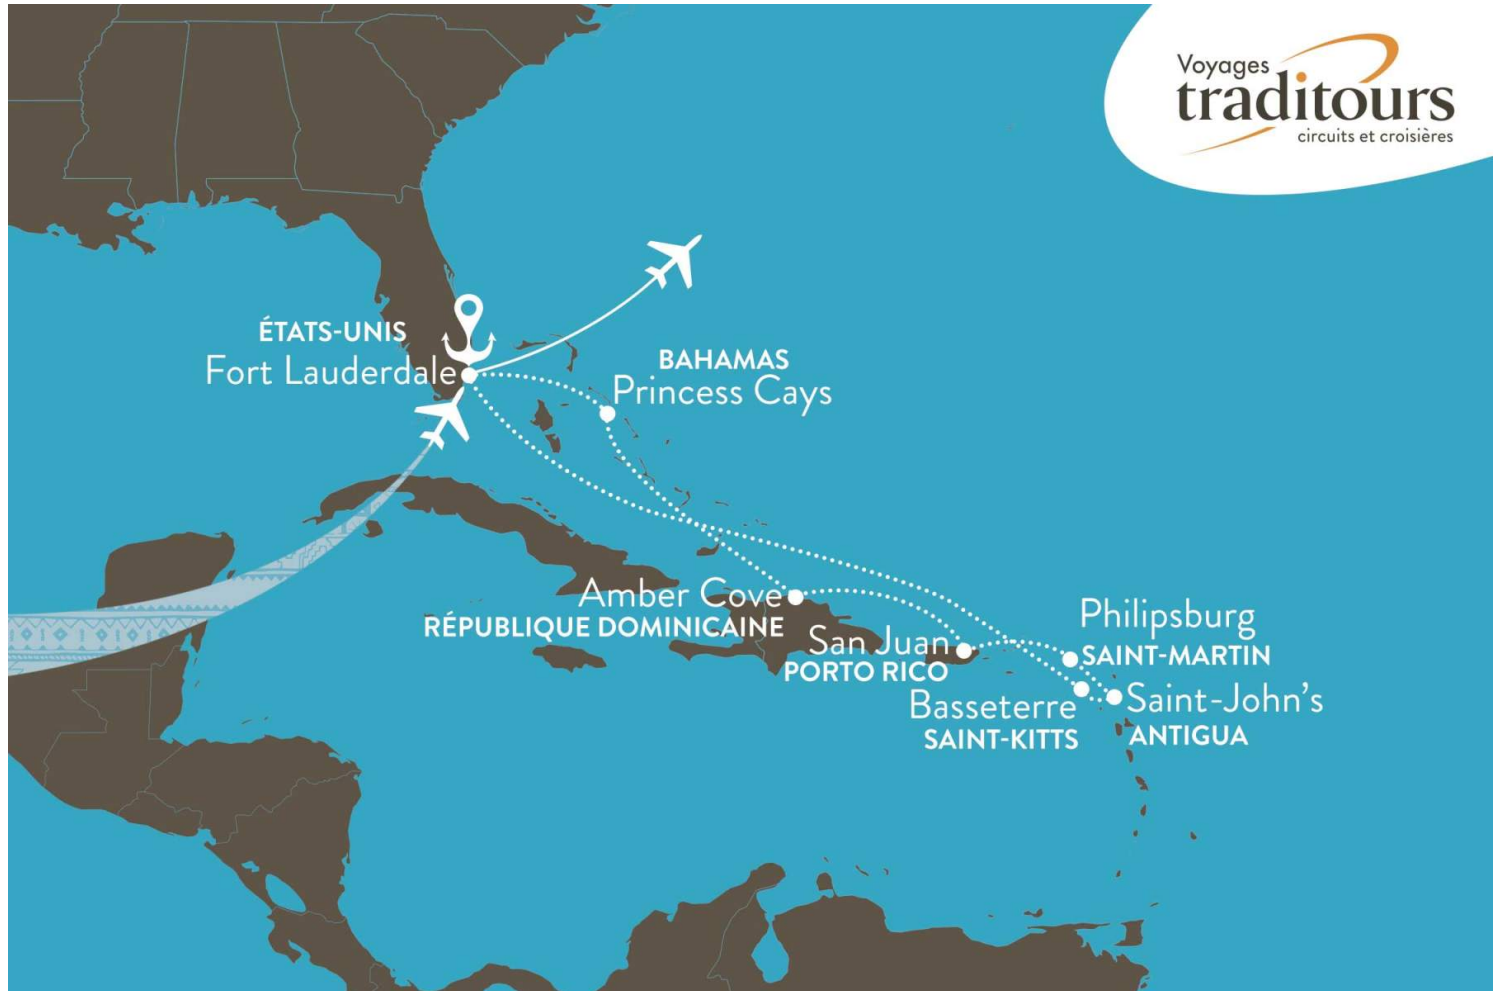 Voyages
traditours
circuits et croisières
ÉTATS-UNIS
Fort Lauderdale
BAHAMAS
Princess Cays
Amber Cove
RÉPUBLIQUE DOMINICAINE
San Juan
PORTO RICO
Philipsburg
SAINT-MARTIN
Basseterre
SAINT-KITTS
Saint-John's
ANTIGUA